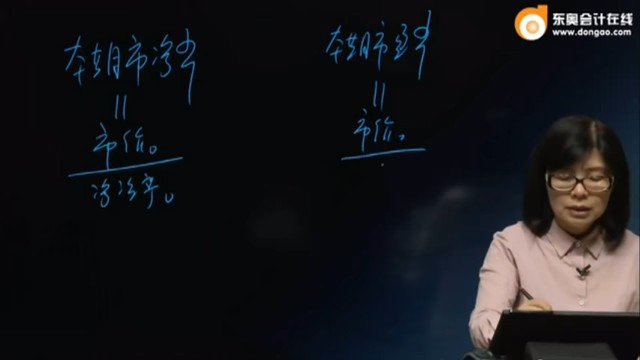 东奥会计在线
www.dongao.com
本期市净率
=
市价。
净资产。
本期市盈率
=
市价。